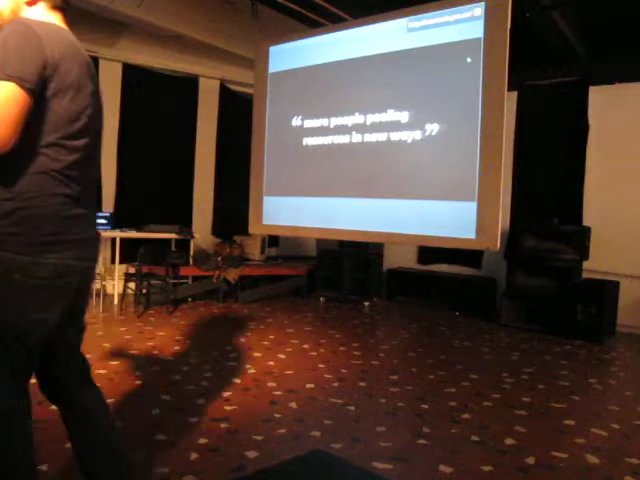 “ more people pooling
resources in new ways ”